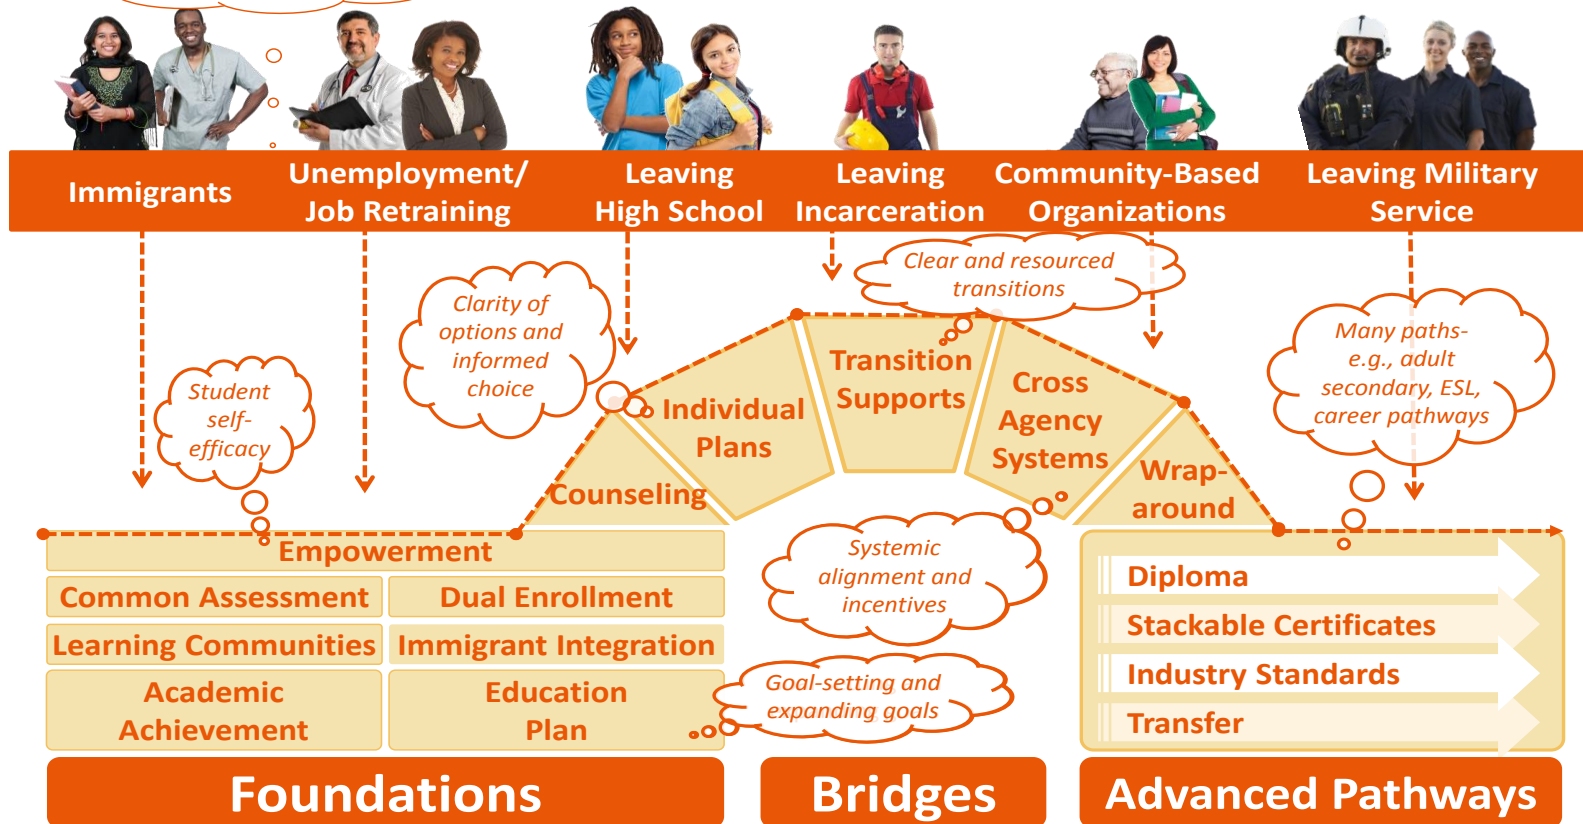 Immigrants
Unemployment/
Job Retraining
Leaving
High School
Leaving
Incarceration
Community-Based
Organizations
Leaving Military
Service
Clear and resourced
transitions
Clarity of
options and
informed
choice
Many paths-
e.g., adult
secondary, ESL,
career pathways
Student
self-
efficacy
Counseling
Individual
Plans
Transition
Supports
Cross
Agency
Systems
Wrap-
around
Systemic
alignment and
incentives
Goal-setting and
expanding goals
Empowerment
Common Assessment
Dual Enrollment
Learning Communities
Immigrant Integration
Academic
Achievement
Education
Plan
Diploma
Stackable Certificates
Industry Standards
Transfer
Foundations
Bridges
Advanced Pathways